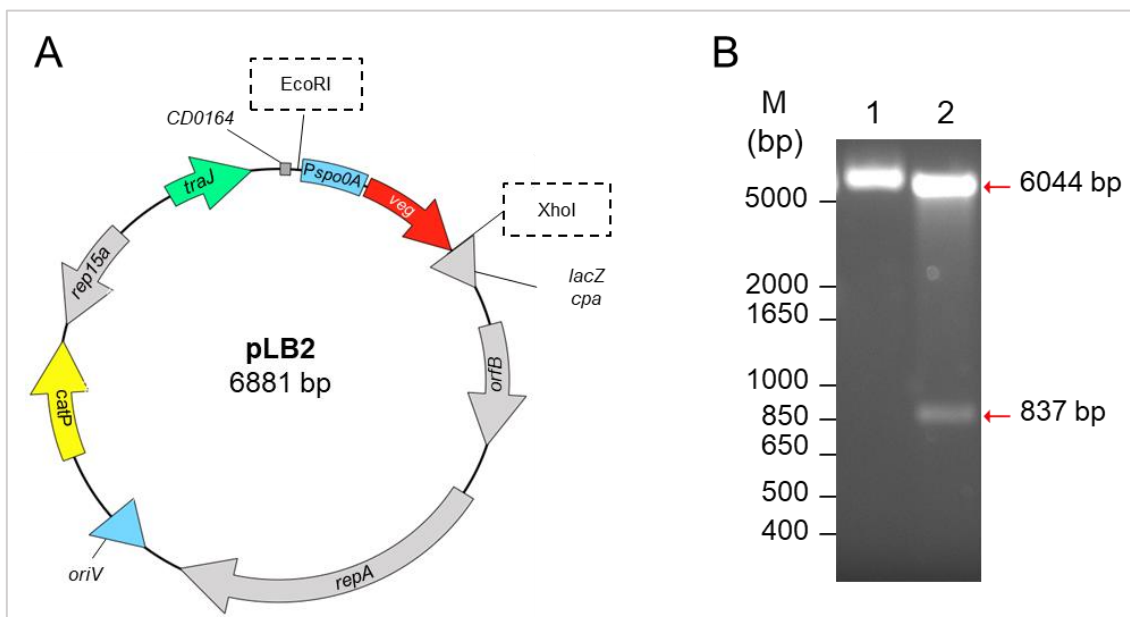 A
EcoRI
CD0164
Pspo0A
veg
XhoI
lacZ
cpa
orfB
repA
oriV
catP
rep15a
traJ
pLB2
6881 bp
B
M
(bp)
1 2
5000
2000
1650
1000
850
650
500
400
6044 bp
837 bp